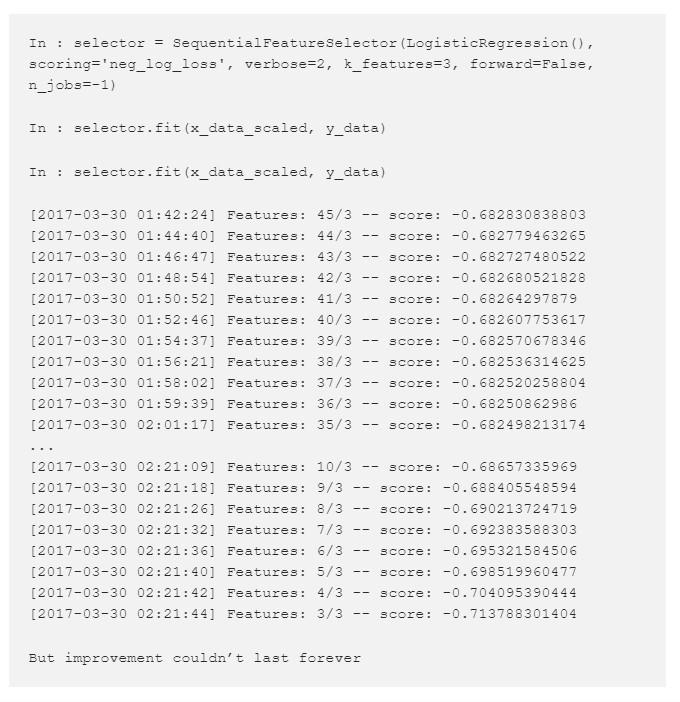 In : selector = SequentialFeatureSelector(LogisticRegression(),
scoring='neg_log_loss', verbose=2, k_features=3, forward=False,
n_jobs=-1)
In : selector.fit(x_data_scaled, y_data)
In : selector.fit(x_data_scaled, y_data)
[2017-03-30 01:42:24] Features: 45/3 -- score: -0.682830838803
[2017-03-30 01:44:40] Features: 44/3 -- score: -0.682779463265
[2017-03-30 01:46:47] Features: 43/3 -- score: -0.682727480522
[2017-03-30 01:48:54] Features: 42/3 -- score: -0.682680521828
[2017-03-30 01:50:52] Features: 41/3 -- score: -0.68264297879
[2017-03-30 01:52:46] Features: 40/3 -- score: -0.682607753617
[2017-03-30 01:54:37] Features: 39/3 -- score: -0.682570678346
[2017-03-30 01:56:21] Features: 38/3 -- score: -0.682536314625
[2017-03-30 01:58:02] Features: 37/3 -- score: -0.682520258804
[2017-03-30 01:59:39] Features: 36/3 -- score: -0.68250862986
[2017-03-30 02:01:17] Features: 35/3 -- score: -0.682498213174
...
[2017-03-30 02:21:09] Features: 10/3 -- score: -0.68657335969
[2017-03-30 02:21:18] Features: 9/3 -- score: -0.688405548594
[2017-03-30 02:21:26] Features: 8/3 -- score: -0.690213724719
[2017-03-30 02:21:32] Features: 7/3 -- score: -0.692383588303
[2017-03-30 02:21:36] Features: 6/3 -- score: -0.695321584506
[2017-03-30 02:21:40] Features: 5/3 -- score: -0.698519960477
[2017-03-30 02:21:42] Features: 4/3 -- score: -0.704095390444
[2017-03-30 02:21:44] Features: 3/3 -- score: -0.713788301404
But improvement couldn’t last forever